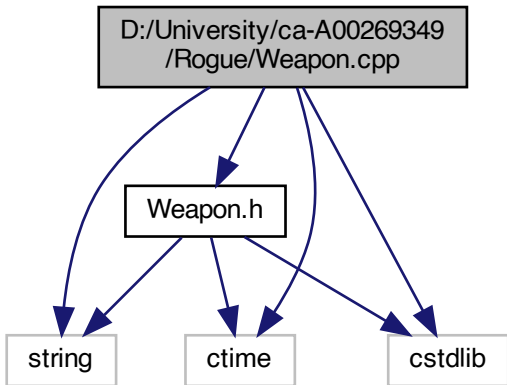 D:/University/ca-A00269349
/Rogue/Weapon.cpp
Weapon.h
string
ctime
cstdlib